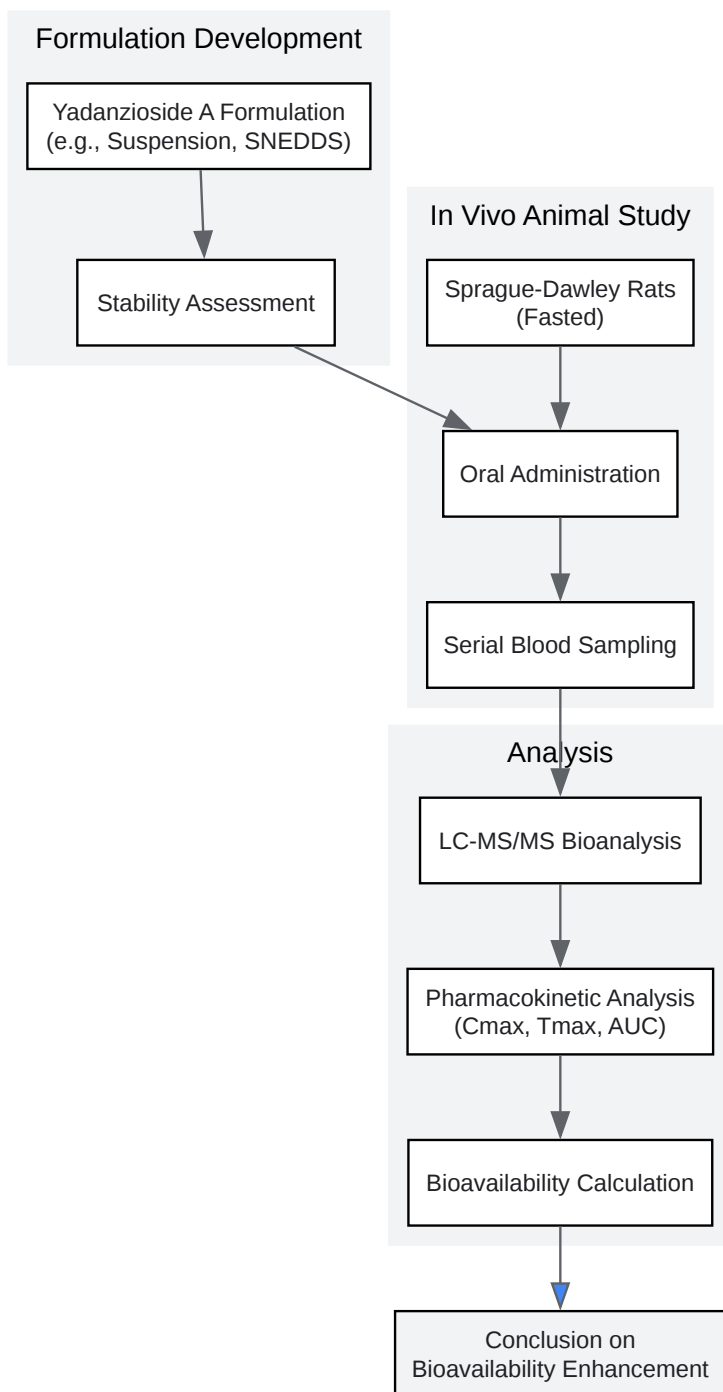 Formulation Development
Yadanzioside A Formulation
(e.g., Suspension, SNEDDS)
Stability Assessment
In Vivo Animal Study
Sprague-Dawley Rats
(Fasted)
Oral Administration
Serial Blood Sampling
Analysis
LC-MS/MS Bioanalysis
Pharmacokinetic Analysis
(Cmax, Tmax, AUC)
Bioavailability Calculation
Conclusion on
Bioavailability Enhancement